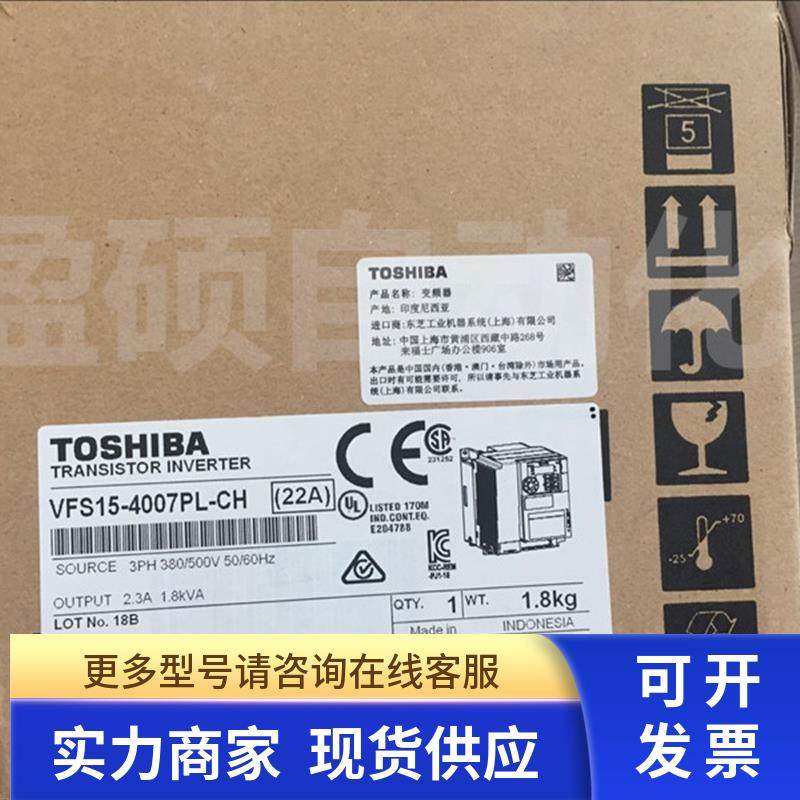 5
盈硕自动化
TOSHIBA
产品名称: 变频器
产地: 印度尼西亚
进口商: 东芝工业机器系统(上海)有限公司
地址: 中国上海市黄浦区西藏中路268号
来福士广场办公楼906室
本产品是中国国内(香港·澳门·台湾除外)市场用产品。
出口时有可能需要许可, 所以请事先与东芝工业机器系
统(上海)有限公司联系。
TOSHIBA
TRANSISTOR INVERTER
CE
SA
231252
VFS15-4007PL-CH (22A)
UL
LISTED 170M
IND.CONT.EQ.
E204788
+70
-25
SOURCE 3PH 380/500V 50/60Hz
OUTPUT 2.3A 1.8kVA
QTY. 1 WT. 1.8kg
LOT No. 18B
Made in INDONESIA
更多型号请咨询在线客服
实力商家 现货供应
可开
发票